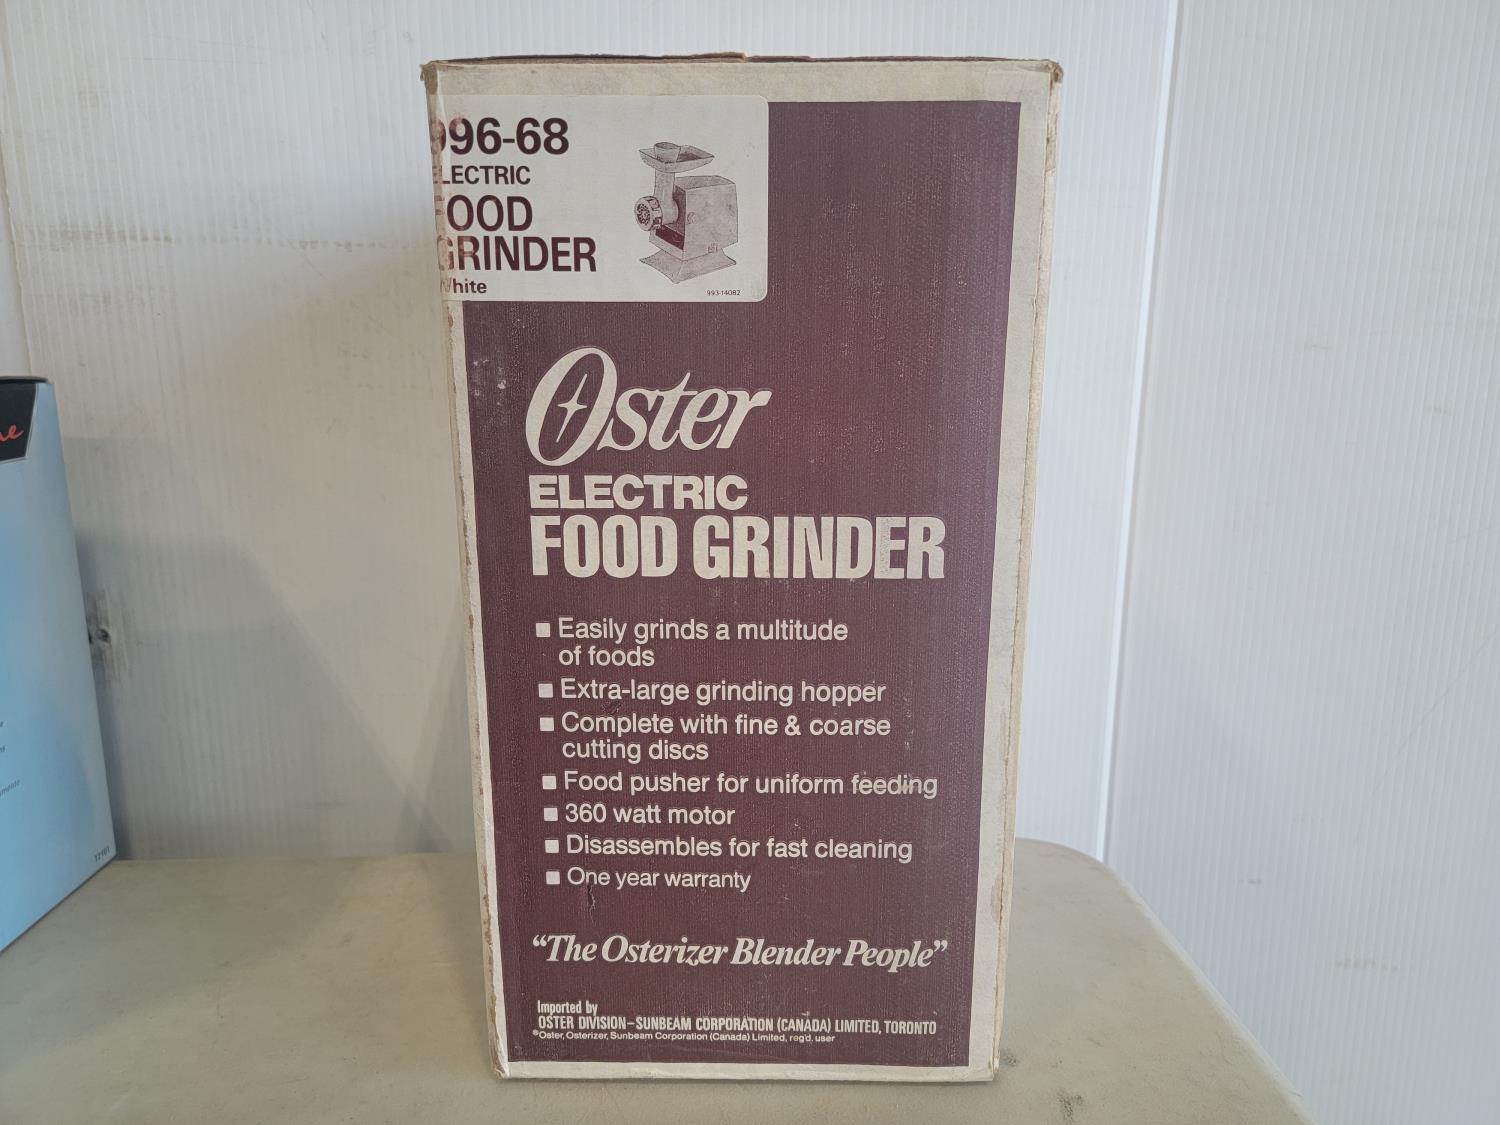 996-68
ELECTRIC
FOOD
GRINDER
White
993-14082
Oster
ELECTRIC
FOOD GRINDER
■ Easily grinds a multitude
of foods
■ Extra-large grinding hopper
■ Complete with fine & coarse
cutting discs
■ Food pusher for uniform feeding
■ 360 watt motor
■ Disassembles for fast cleaning
■ One year warranty
“The Osterizer Blender People”
Imported by
OSTER DIVISION–SUNBEAM CORPORATION (CANADA) LIMITED, TORONTO
®Oster, Osterizer, Sunbeam Corporation (Canada) Limited, reg'd. user